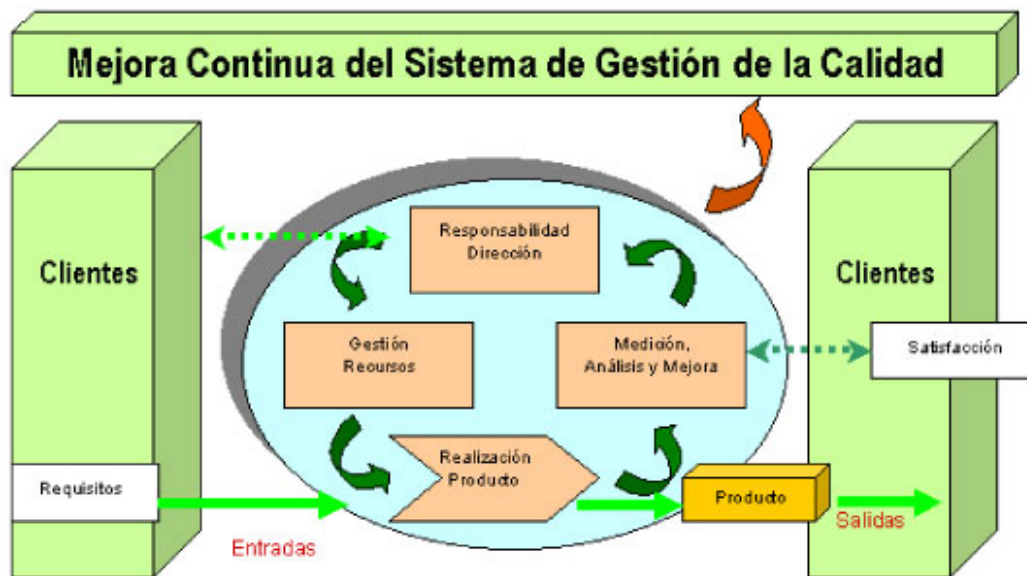 Mejora Continua del Sistema de Gestión de la Calidad
Clientes
Responsabilidad
Dirección
Clientes
Gestión
Recursos
Medición,
Análisis y Mejora
Satisfacción
Realización
Producto
Requisitos
Producto
Entradas
Salidas